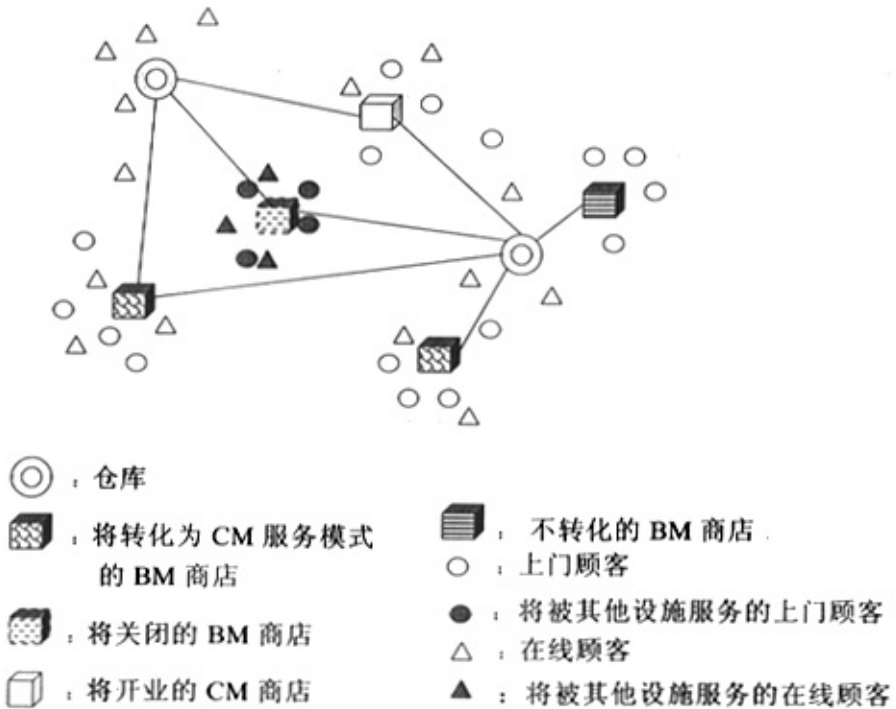 ：仓库
：将转化为 CM 服务模式
的 BM 商店
：将关闭的 BM 商店
：将开业的 CM 商店
：不转化的 BM 商店
：上门顾客
：将被其他设施服务的上门顾客
：在线顾客
：将被其他设施服务的在线顾客